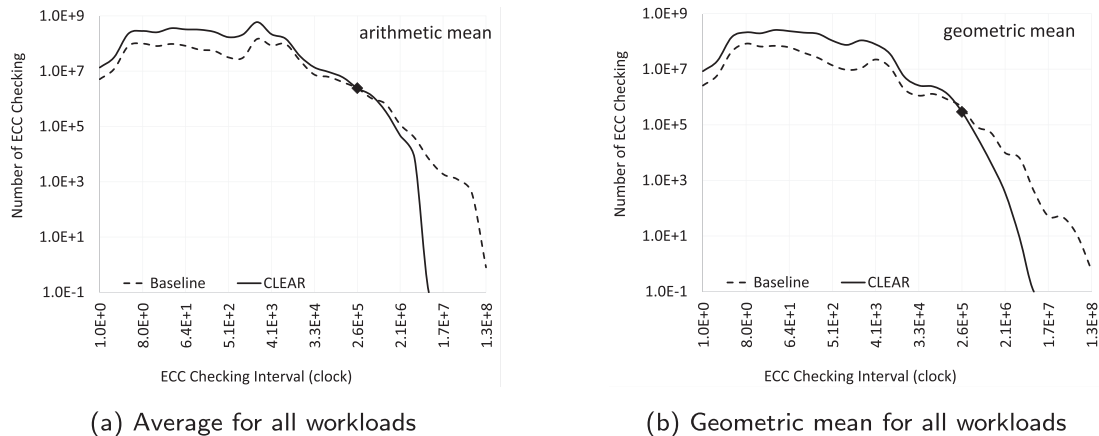 1.0E+9
arithmetic mean
1.0E+7
1.0E+5
1.0E+3
1.0E+1
1.0E-1
Number of ECC Checking
Baseline
CLEAR
1.0E+0
8.0E+0
6.4E+1
5.1E+2
4.1E+3
3.3E+4
2.6E+5
2.1E+6
1.7E+7
1.3E+8
ECC Checking Interval (clock)
(a) Average for all workloads
1.0E+9
geometric mean
1.0E+7
1.0E+5
1.0E+3
1.0E+1
1.0E-1
Number of ECC Checking
Baseline
CLEAR
1.0E+0
8.0E+0
6.4E+1
5.1E+2
4.1E+3
3.3E+4
2.6E+5
2.1E+6
1.7E+7
1.3E+8
ECC Checking Interval (clock)
(b) Geometric mean for all workloads